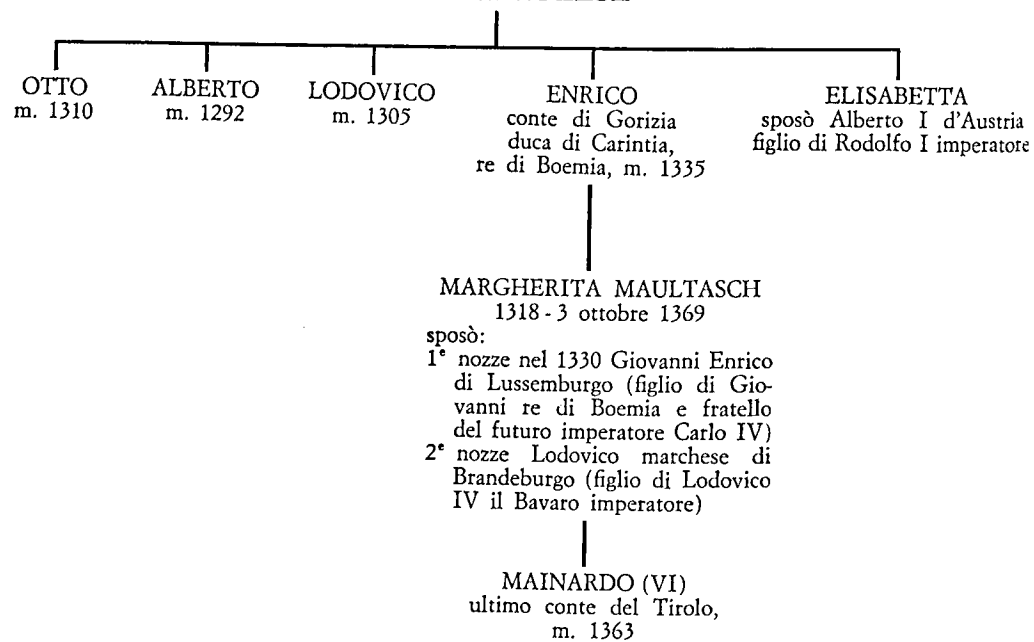 OTTO
m. 1310
ALBERTO
m. 1292
LODOVICO
m. 1305
ENRICO
conte di Gorizia
duca di Carintia,
re di Boemia, m. 1335
ELISABETTA
sposò Alberto I d'Austria
figlio di Rodolfo I imperatore
MARGHERITA MAULTASCH
1318 - 3 ottobre 1369
sposò:
1e nozze nel 1330 Giovanni Enrico
di Lussemburgo (figlio di Gio-
vanni re di Boemia e fratello
del futuro imperatore Carlo IV)
2e nozze Lodovico marchese di
Brandeburgo (figlio di Lodovico
IV il Bavaro imperatore)
MAINARDO (VI)
ultimo conte del Tirolo,
m. 1363